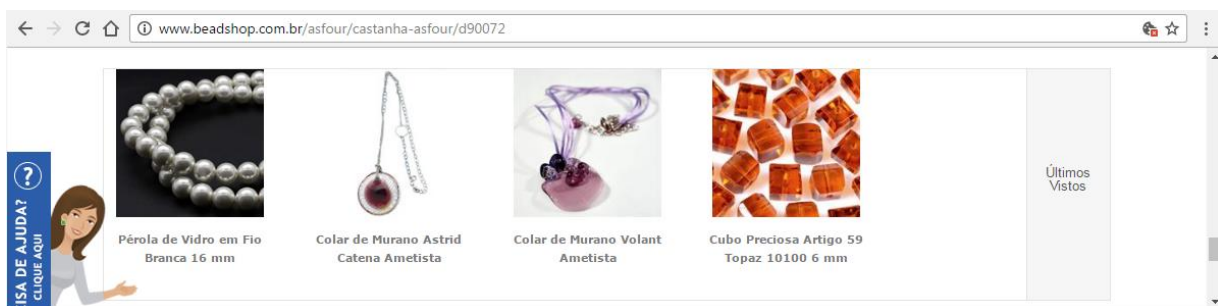 www.beadshop.com.br/asfour/castanha-asfour/d90072
Pérola de Vidro em Fio
Branca 16 mm
Colar de Murano Astrid
Catena Ametista
Colar de Murano Volant
Ametista
Cubo Preciosa Artigo 59
Topaz 10100 6 mm
Últimos
Vistos
DE AJUDA?
CLIQUE AQUI